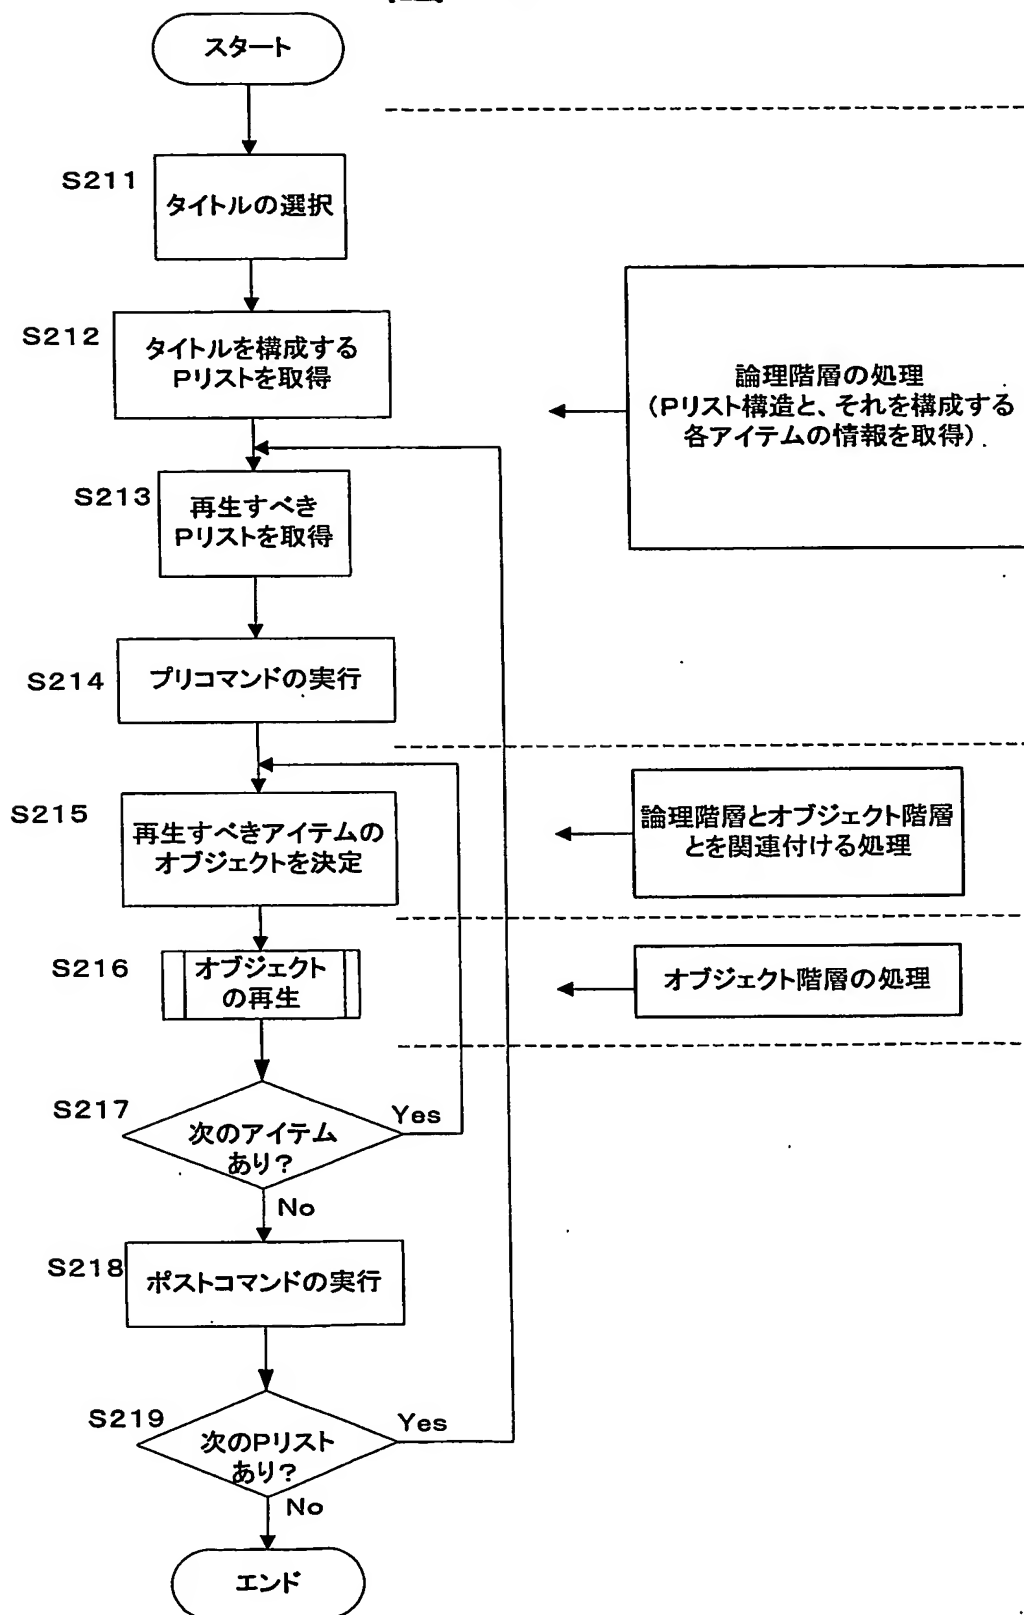 スタート
S211
タイトルの選択
S212
タイトルを構成する
Pリストを取得
論理階層の処理
(Pリスト構造と、それを構成する
各アイテムの情報を取得)
S213
再生すべき
Pリストを取得
S214
プリコマンドの実行
S215
再生すべきアイテムの
オブジェクトを決定
論理階層とオブジェクト階層
とを関連付ける処理
S216
オブジェクト
の再生
オブジェクト階層の処理
S217
次のアイテム
あり?
Yes
No
S218
ポストコマンドの実行
S219
次のPリスト
あり?
Yes
No
エンド